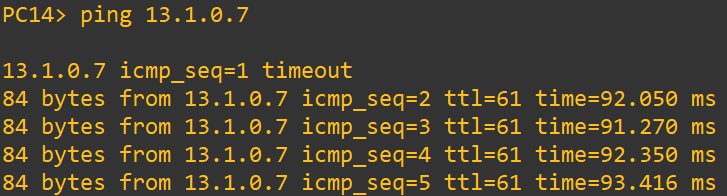 PC14> ping 13.1.0.7
13.1.0.7 icmp_seq=1 timeout
84 bytes from 13.1.0.7 icmp_seq=2 ttl=61 time=92.050 ms
84 bytes from 13.1.0.7 icmp_seq=3 ttl=61 time=91.270 ms
84 bytes from 13.1.0.7 icmp_seq=4 ttl=61 time=92.350 ms
84 bytes from 13.1.0.7 icmp_seq=5 ttl=61 time=93.416 ms